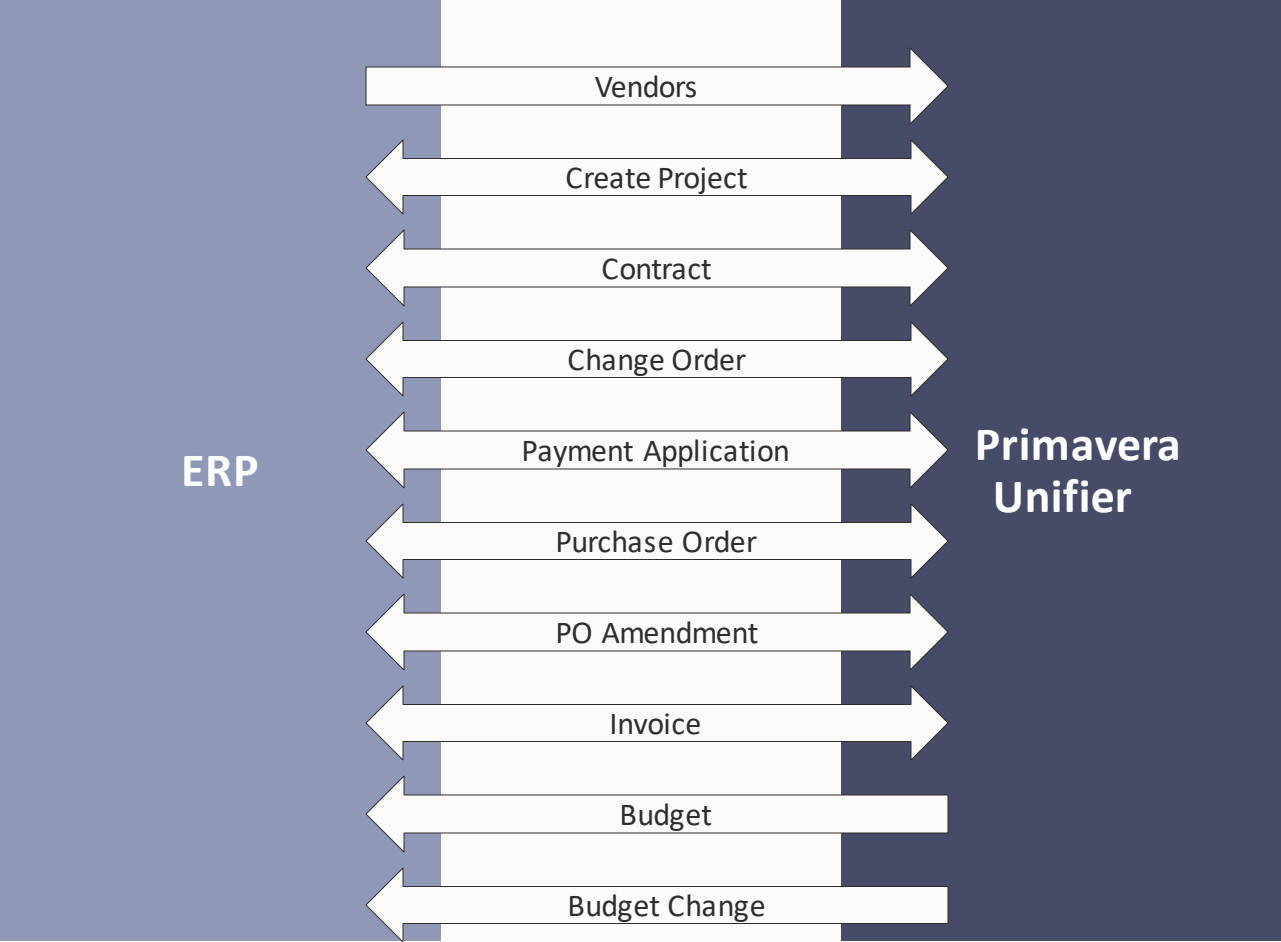 Vendors
Create Project
Contract
Change Order
Payment Application
Purchase Order
PO Amendment
Invoice
Budget
Budget Change
ERP
Primavera
Unifier